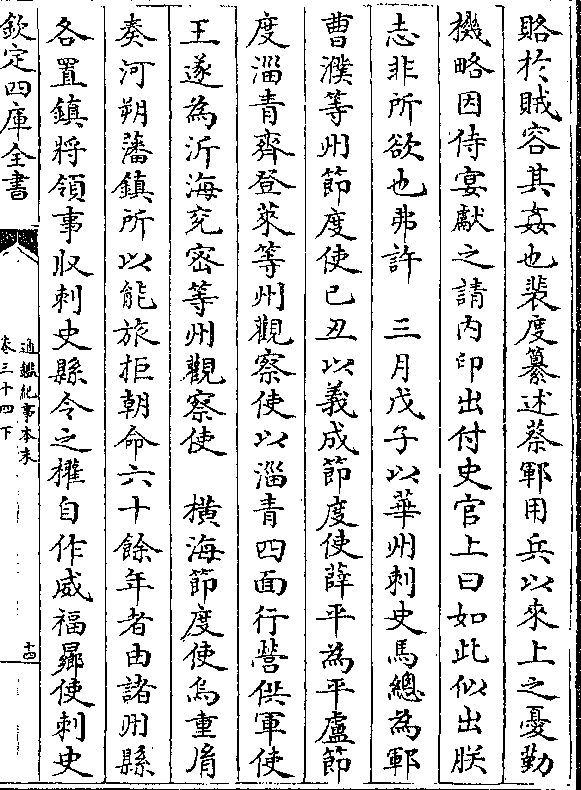 賂於賊容其姦也裴度纂述蔡鄆用兵以來上之憂勤
機略因侍宴獻之請内印出付史官上曰如此似出朕
志非所欲也弗許　三月戊子以華州刺史馬總為鄆
曹濮等州節度使己丑以義成節度使薛平為平盧節
度淄青齊登萊等州觀察使以淄青四面行營供軍使
王遂為沂海兖密等州觀察使　横海節度使烏重𦙍
奏河朔藩鎮所以能旅拒朝命六十餘年者由諸州縣
各置鎮將領事収刺史縣令之權自作威福曏使刺史
欽定四庫全書
通鑑紀事本末
卷三十四下
十四